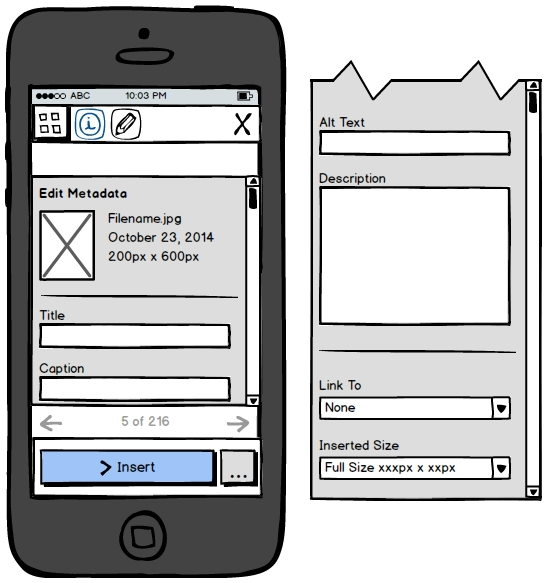 ABC 10:03 PM
i
X
Edit Metadata
Filename.jpg
October 23, 2014
200px x 600px
Title
Caption
5 of 216
Insert
...
Alt Text
Description
Link To
None
Inserted Size
Full Size xxxpx x xxpx